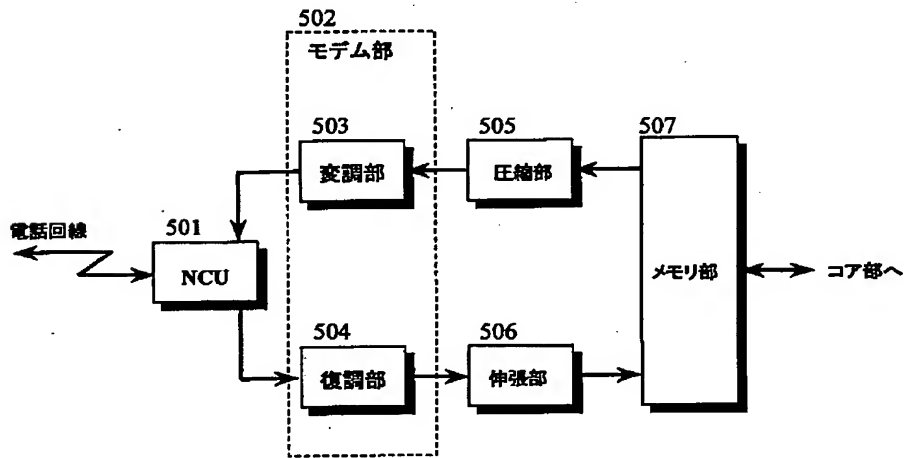 502
モデム部
503
変調部
505
圧縮部
507
メモリ部
電話回線
501
NCU
コア部へ
504
復調部
506
伸張部